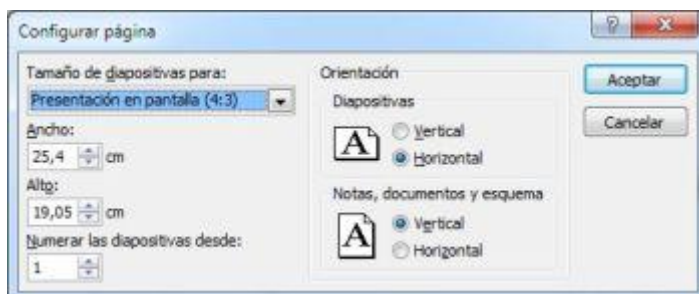 Configurar página
Tamaño de diapositivas para:
Presentación en pantalla (4:3)
Ancho:
25,4 cm
Alto:
19,05 cm
Numerar las diapositivas desde:
1
Orientación
Diapositivas
A
Vertical
Horizontal
Notas, documentos y esquema
A
Vertical
Horizontal
Aceptar
Cancelar